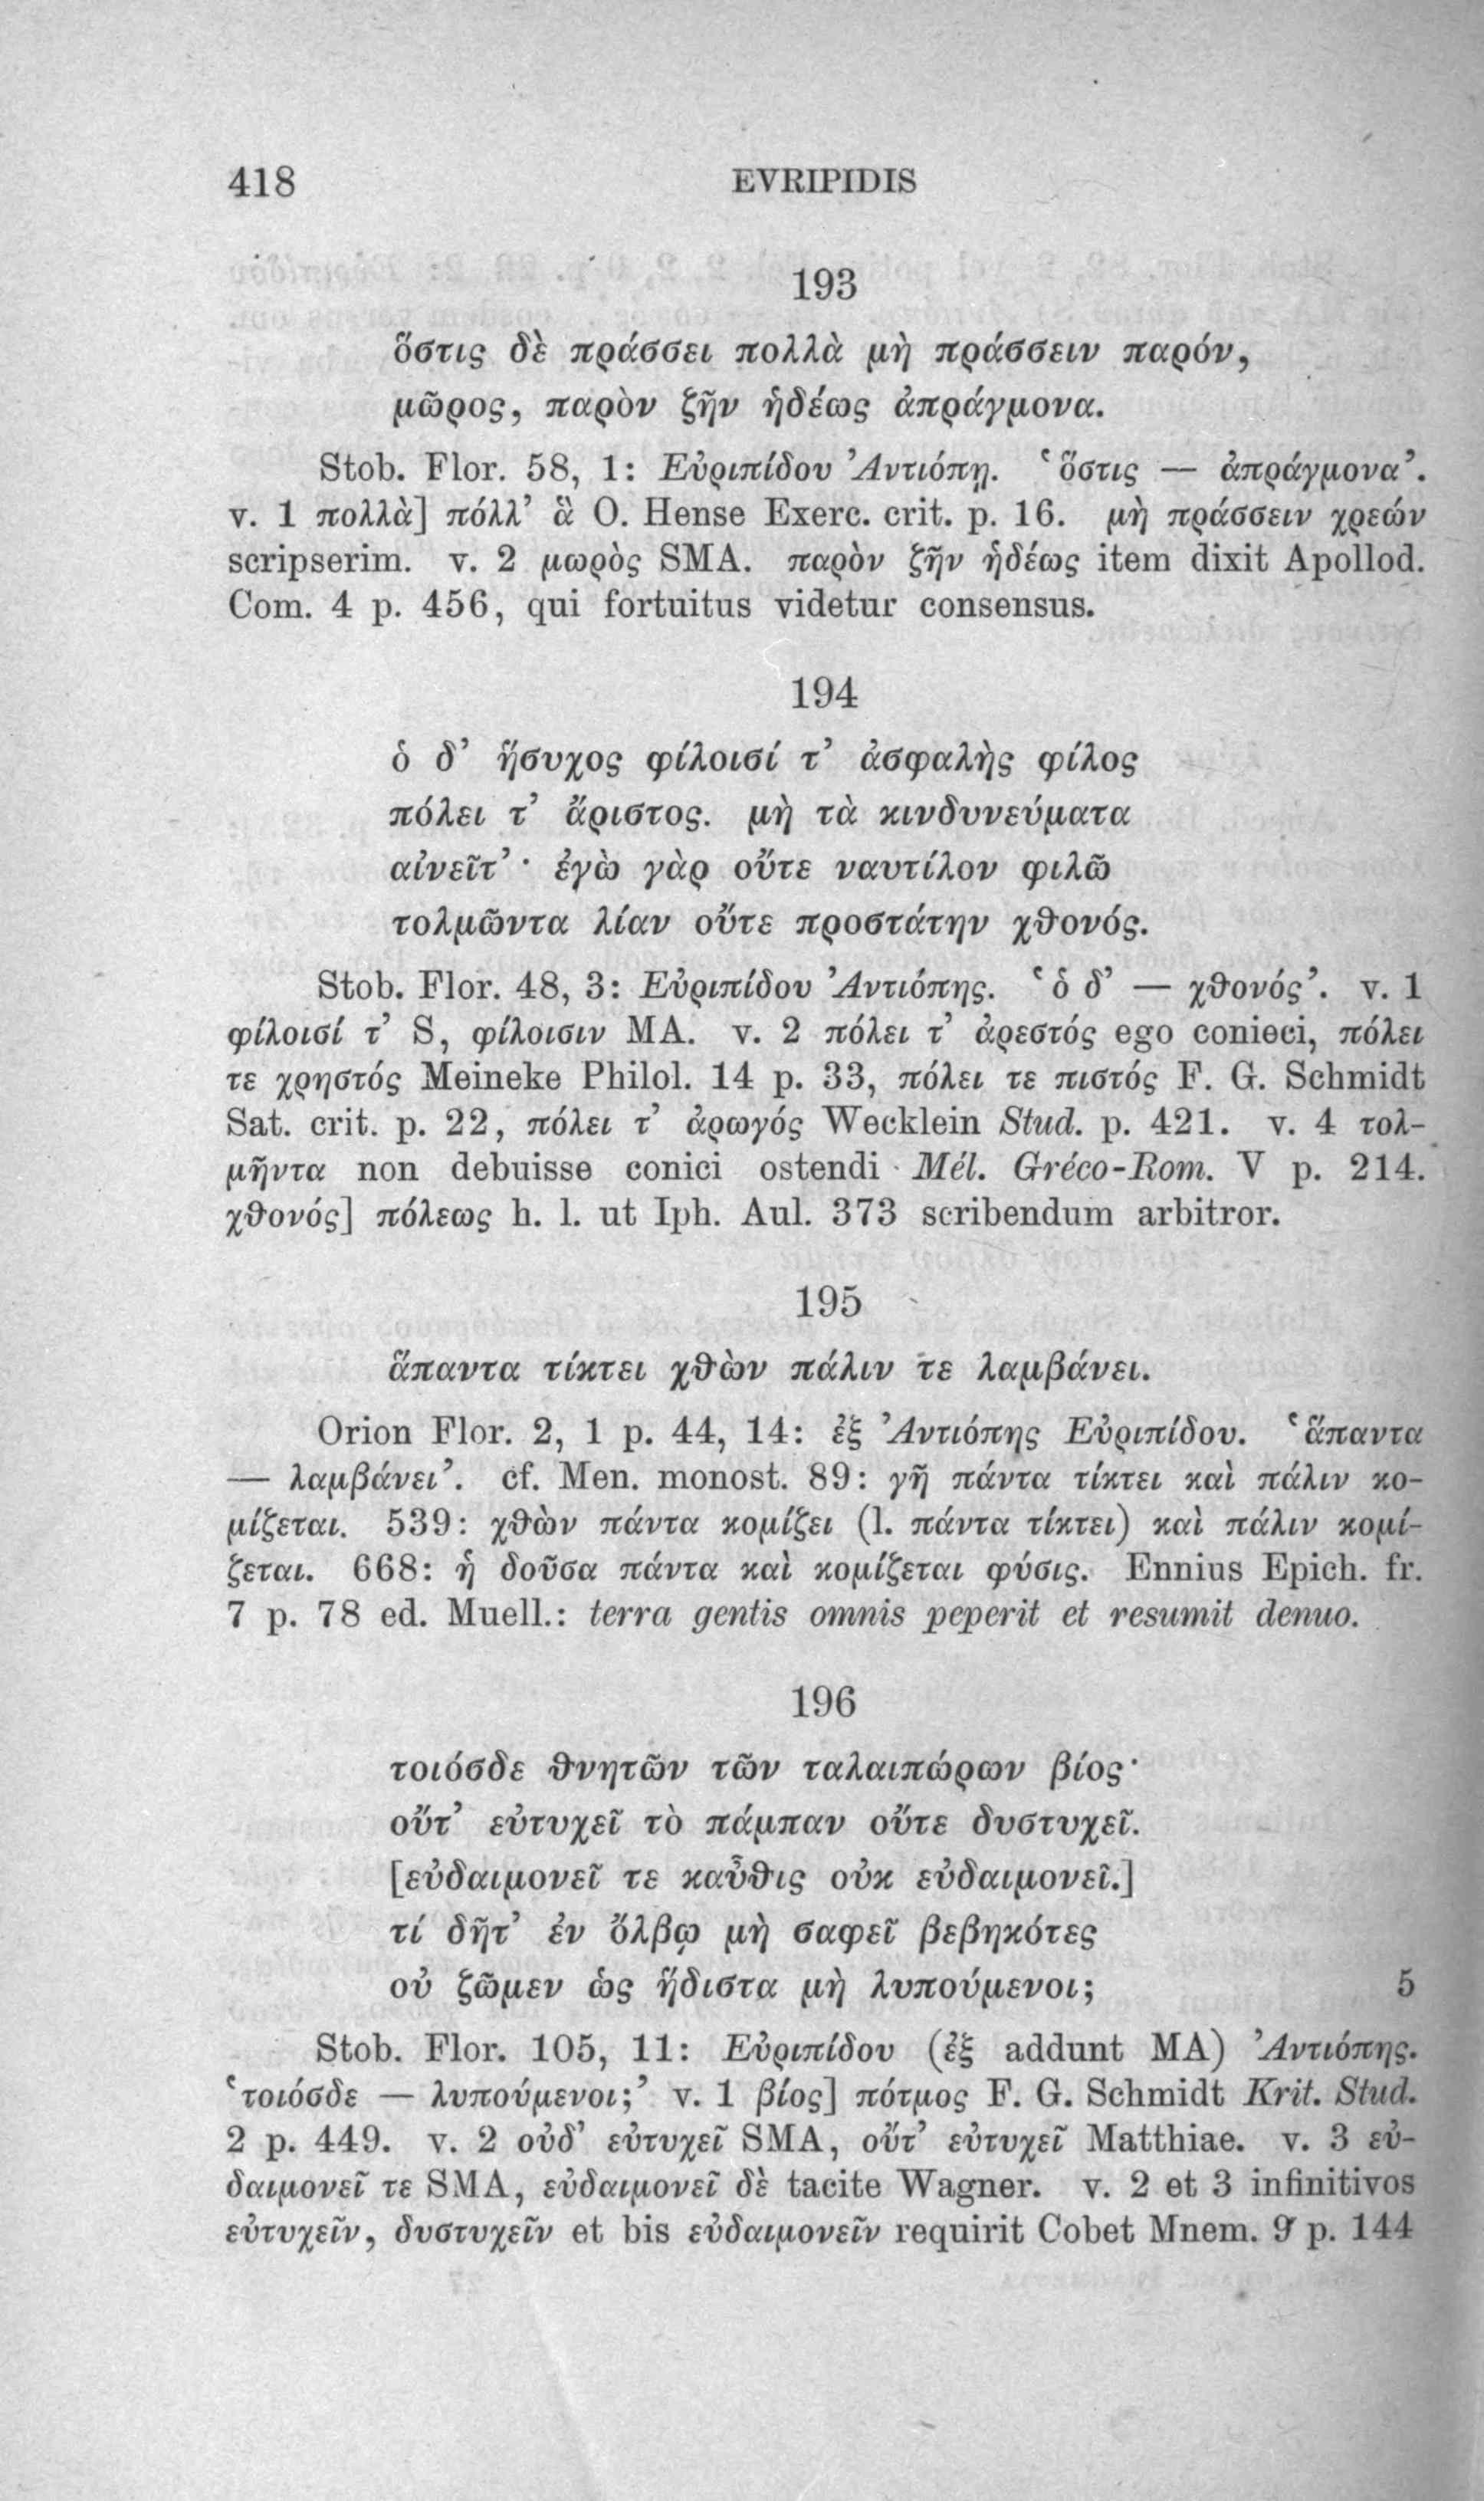 418 EVRIPIDIS
193
ὅστις δὲ πράσσει πολλὰ μὴ πράσσειν παρόν,
μῶρος, παρὸν ζῆν ἡδέως ἀπράγμονα.
Stob. Flor. 58, 1: Εὐριπίδου Ἀντιόπῃ. ‘ὅστις — ἀπράγμονα’.
v. 1 πολλὰ] πόλλ’ ἃ O. Hense Exerc. crit. p. 16. μὴ πράσσειν χρεών
scripserim. v. 2 μωρὸς SMA. παρὸν ζῆν ἡδέως item dixit Apollod.
Com. 4 p. 456, qui fortuitus videtur consensus.
194
ὁ δ’ ἥσυχος φίλοισί τ’ ἀσφαλὴς φίλος
πόλει τ’ ἄριστος. μὴ τὰ κινδυνεύματα
αἰνεῖτ’· ἐγὼ γὰρ οὔτε ναυτίλον φιλῶ
τολμῶντα λίαν οὔτε προστάτην χθονός.
Stob. Flor. 48, 3: Εὐριπίδου Ἀντιόπης. ‘ὁ δ’ — χθονός’. v. 1
φίλοισί τ’ S, φίλοισιν MA. v. 2 πόλει τ’ ἀρεστός ego conieci, πόλει
τε χρηστός Meineke Philol. 14 p. 33, πόλει τε πιστός F. G. Schmidt
Sat. crit. p. 22, πόλει τ’ ἀρωγός Wecklein Stud. p. 421. v. 4 τολ-
μῆντα non debuisse conici ostendi Mél. Gréco-Rom. V p. 214.
χθονός] πόλεως h. l. ut Iph. Aul. 373 scribendum arbitror.
195
ἅπαντα τίκτει χθὼν πάλιν τε λαμβάνει.
Orion Flor. 2, 1 p. 44, 14: ἐξ Ἀντιόπης Εὐριπίδου. ‘ἅπαντα
— λαμβάνει’. cf. Men. monost. 89: γῆ πάντα τίκτει καὶ πάλιν κο-
μίζεται. 539: χθὼν πάντα κομίζει (l. πάντα τίκτει) καὶ πάλιν κομί-
ζεται. 668: ἡ δοῦσα πάντα καὶ κομίζεται φύσις. Ennius Epich. fr.
7 p. 78 ed. Muell.: terra gentis omnis peperit et resumit denuo.
196
τοιόσδε θνητῶν τῶν ταλαιπώρων βίος·
οὔτ’ εὐτυχεῖ τὸ πάμπαν οὔτε δυστυχεῖ.
[εὐδαιμονεῖ τε καὖθις οὐκ εὐδαιμονεῖ.]
τί δῆτ’ ἐν ὄλβῳ μὴ σαφεῖ βεβηκότες
οὐ ζῶμεν ὡς ἥδιστα μὴ λυπούμενοι; 5
Stob. Flor. 105, 11: Εὐριπίδου (ἐξ addunt MA) Ἀντιόπης.
‘τοιόσδε — λυπούμενοι;’ v. 1 βίος] πότμος F. G. Schmidt Krit. Stud.
2 p. 449. v. 2 οὐδ’ εὐτυχεῖ SMA, οὔτ’ εὐτυχεῖ Matthiae. v. 3 εὐ-
δαιμονεῖ τε SMA, εὐδαιμονεῖ δὲ tacite Wagner. v. 2 et 3 infinitivos
εὐτυχεῖν, δυστυχεῖν et bis εὐδαιμονεῖν requirit Cobet Mnem. 9 p. 144